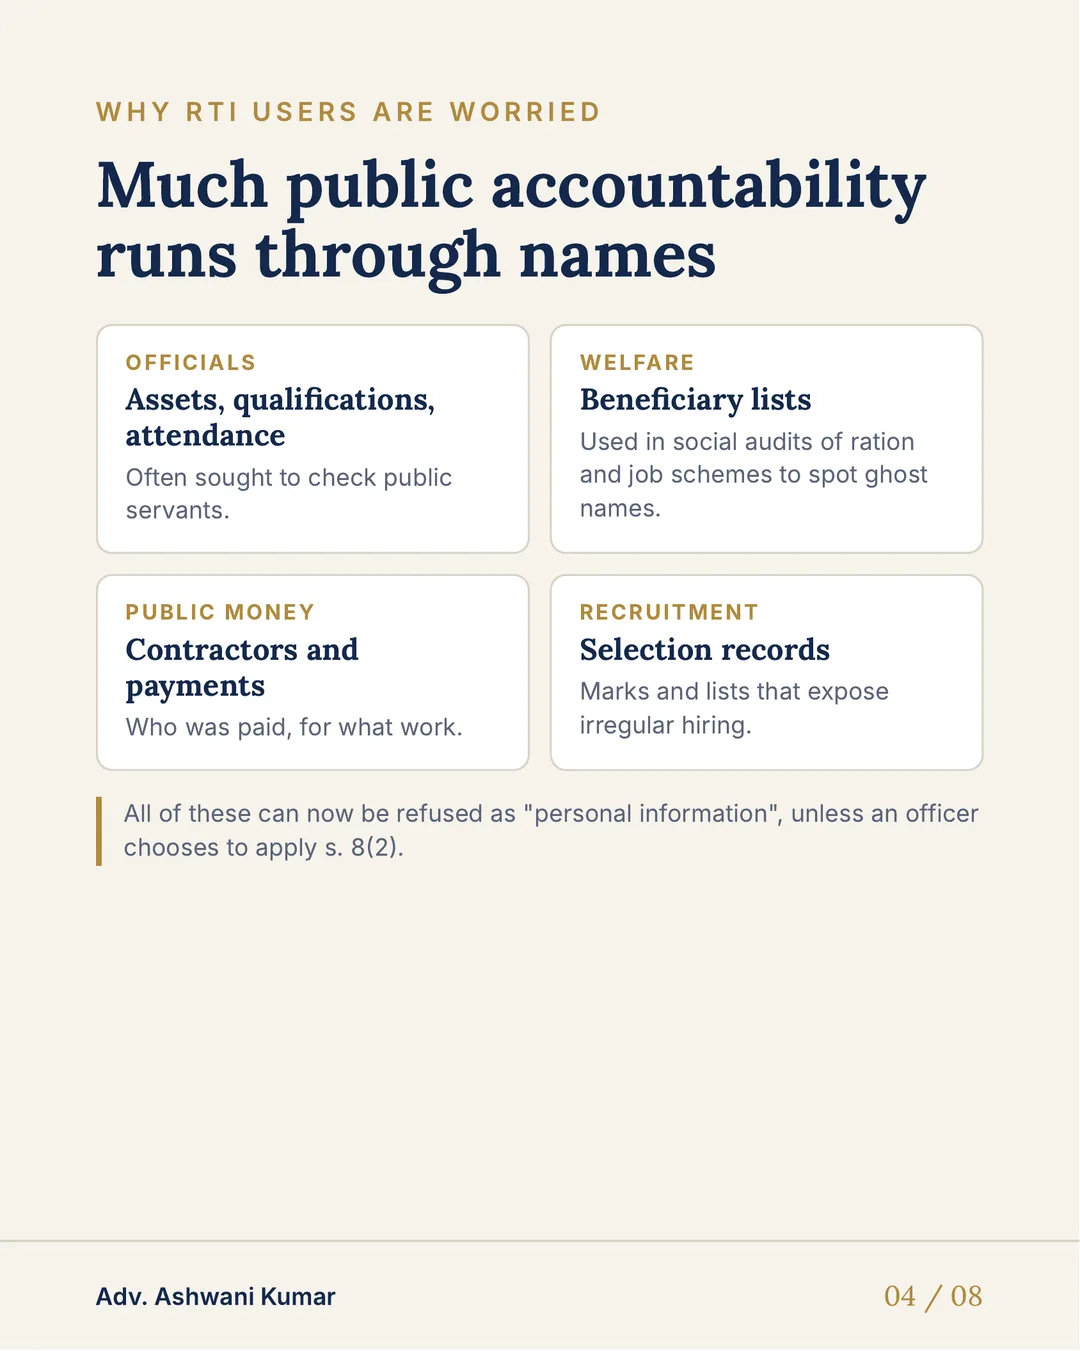 WHY RTI USERS ARE WORRIED
Much public accountability
runs through names
OFFICIALS
Assets, qualifications,
attendance
Often sought to check public
servants.
WELFARE
Beneficiary lists
Used in social audits of ration
and job schemes to spot ghost
names.
PUBLIC MONEY
Contractors and
payments
Who was paid, for what work.
RECRUITMENT
Selection records
Marks and lists that expose
irregular hiring.
All of these can now be refused as "personal information", unless an officer
chooses to apply s. 8(2).
Adv. Ashwani Kumar
04 / 08